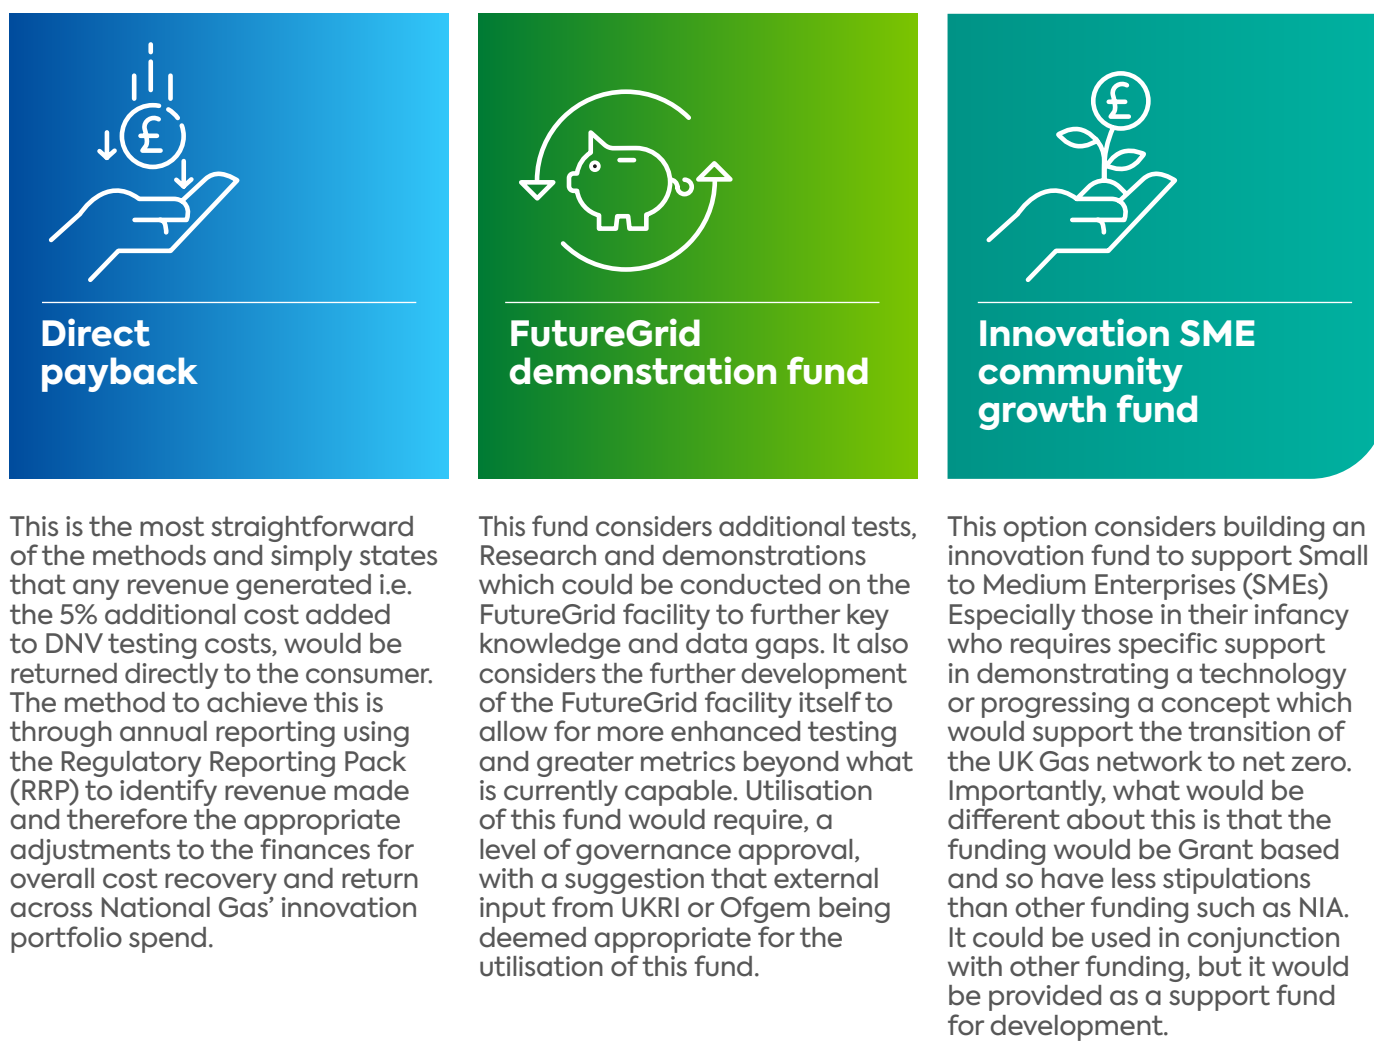 £
Direct
payback
This is the most straightforward
of the methods and simply states
that any revenue generated i.e.
the 5% additional cost added
to DNV testing costs, would be
returned directly to the consumer.
The method to achieve this is
through annual reporting using
the Regulatory Reporting Pack
(RRP) to identify revenue made
and therefore the appropriate
adjustments to the finances for
overall cost recovery and return
across National Gas’ innovation
portfolio spend.
FutureGrid
demonstration fund
This fund considers additional tests,
Research and demonstrations
which could be conducted on the
FutureGrid facility to further key
knowledge and data gaps. It also
considers the further development
of the FutureGrid facility itself to
allow for more enhanced testing
and greater metrics beyond what
is currently capable. Utilisation
of this fund would require, a
level of governance approval,
with a suggestion that external
input from UKRI or Ofgem being
deemed appropriate for the
utilisation of this fund.
£
Innovation SME
community
growth fund
This option considers building an
innovation fund to support Small
to Medium Enterprises (SMEs)
Especially those in their infancy
who requires specific support
in demonstrating a technology
or progressing a concept which
would support the transition of
the UK Gas network to net zero.
Importantly, what would be
different about this is that the
funding would be Grant based
and so have less stipulations
than other funding such as NIA.
It could be used in conjunction
with other funding, but it would
be provided as a support fund
for development.